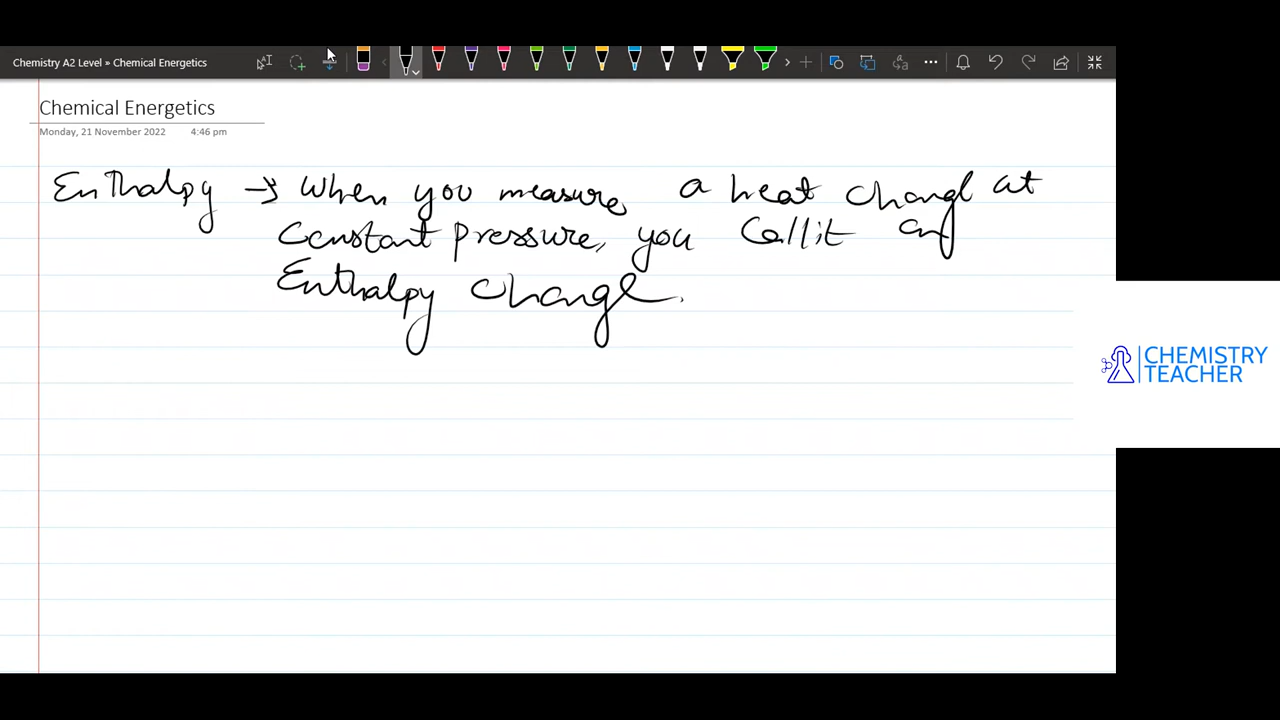 Chemistry A2 Level » Chemical Energetics
Chemical Energetics
Monday, 21 November 2022 4:46 pm
Enthalpy → When you measure a heat change at
constant pressure, you call it an
Enthalpy change.
CHEMISTRY
TEACHER